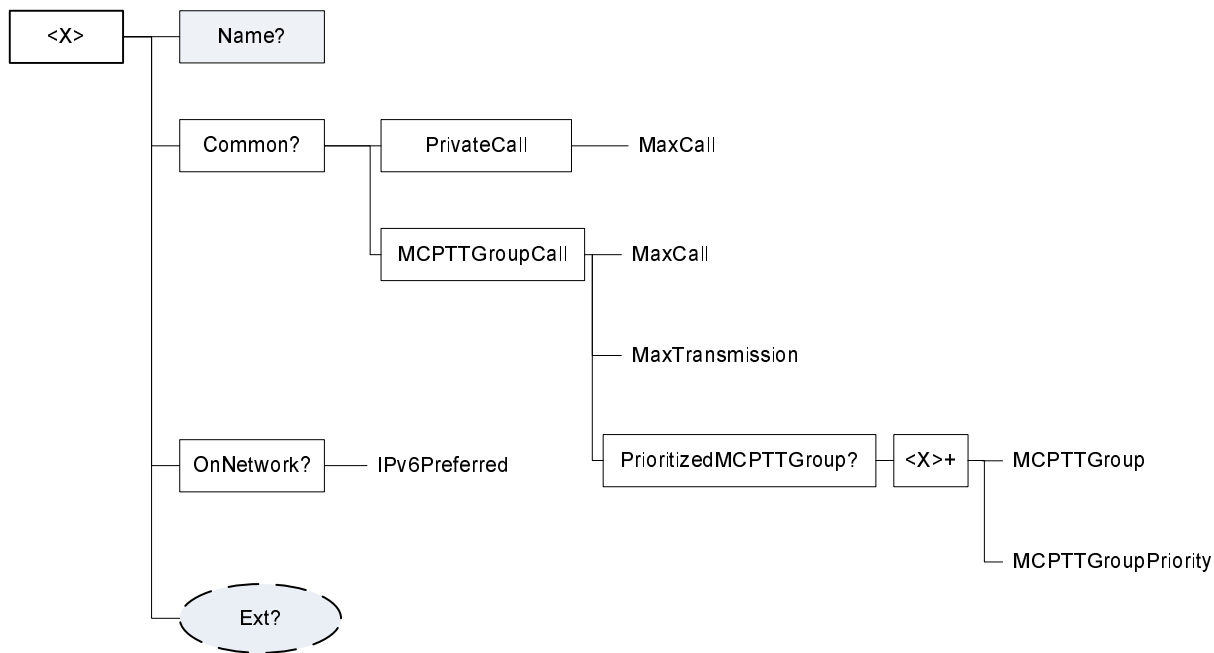 <X>
Name?
Common?
PrivateCall
MaxCall
MCPTTGroupCall
MaxCall
MaxTransmission
PrioritizedMCPTTGroup?
<X>+
MCPTTGroup
MCPTTGroupPriority
OnNetwork?
IPv6Preferred
Ext?